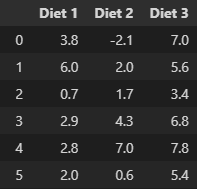 Diet 1 Diet 2 Diet 3
0 3.8 -2.1 7.0
1 6.0 2.0 5.6
2 0.7 1.7 3.4
3 2.9 4.3 6.8
4 2.8 7.0 7.8
5 2.0 0.6 5.4